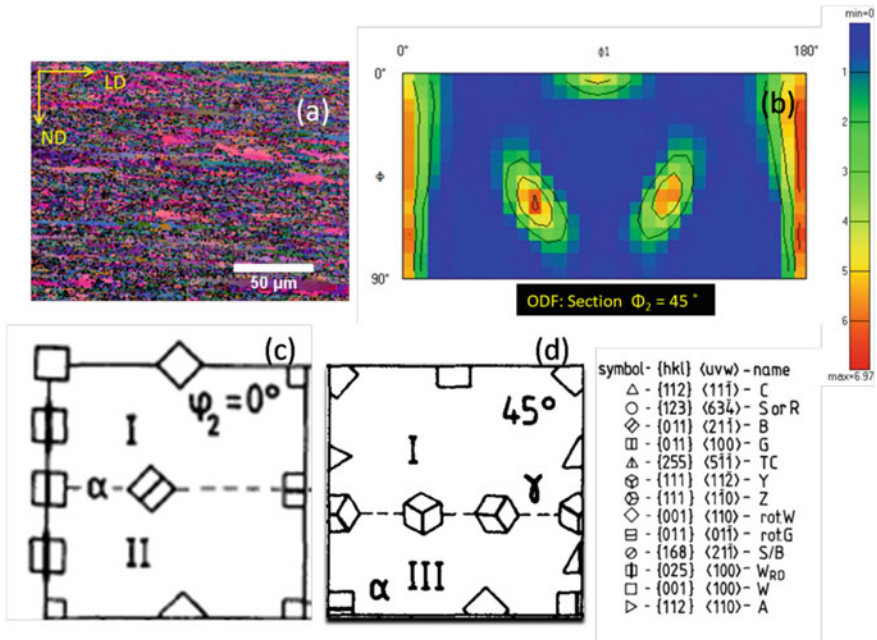 min=0
0° φ1 180°
0°
(a)
LD
ND
50 μm
(b)
Φ
90°
ODF: Section Φ₂ = 45 °
1
2
3
4
5
6
max=6.97
(c)
φ₂=0°
I
α
II
(d)
45°
I
γ
α
III
symbol- {hkl} ⟨uvw⟩ - name
△ - {112} ⟨111̄⟩ - C
○ - {123} ⟨634̄⟩ - S or R
- {011} ⟨211̄⟩ - B
- {011} ⟨100⟩ - G
- {255} ⟨51̄1̄⟩ - TC
- {111} ⟨112̄⟩ - Y
- {111} ⟨11̄0⟩ - Z
◇ - {001} ⟨110⟩ - rotW
⊟ - {011} ⟨011̄⟩ - rotG
⊘ - {168} ⟨211̄⟩ - S/B
- {025} ⟨100⟩ - W_RD
□ - {001} ⟨100⟩ - W
▷ - {112} ⟨110⟩ - A